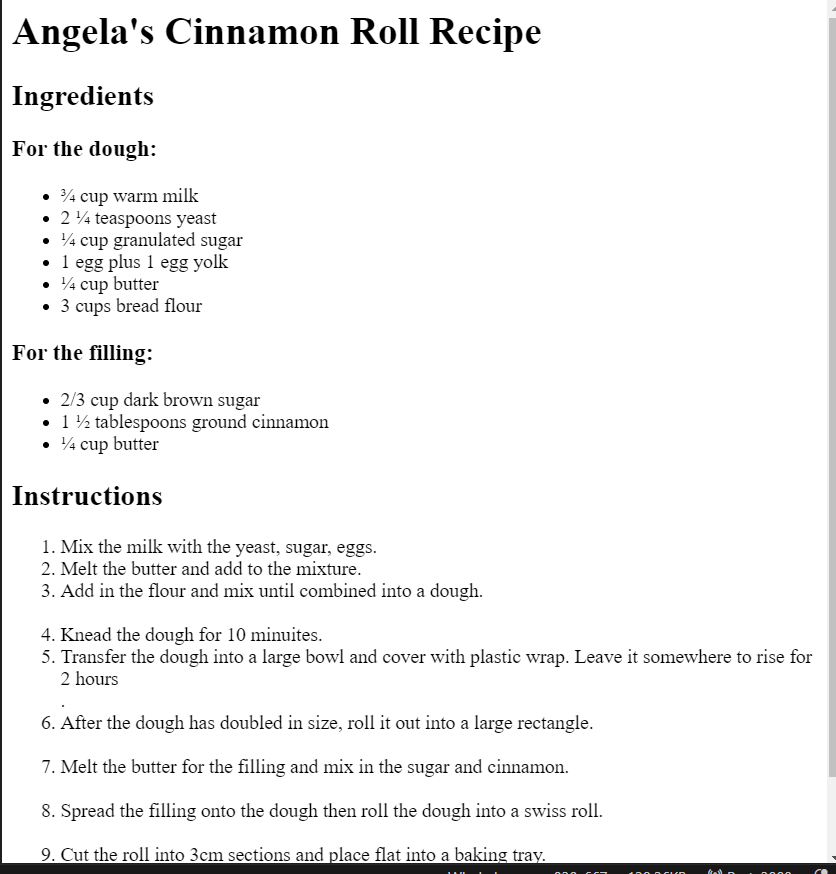 Angela's Cinnamon Roll Recipe
Ingredients
For the dough:
• ¾ cup warm milk
• 2 ¼ teaspoons yeast
• ¼ cup granulated sugar
• 1 egg plus 1 egg yolk
• ¼ cup butter
• 3 cups bread flour
For the filling:
• 2/3 cup dark brown sugar
• 1 ½ tablespoons ground cinnamon
• ¼ cup butter
Instructions
1. Mix the milk with the yeast, sugar, eggs.
2. Melt the butter and add to the mixture.
3. Add in the flour and mix until combined into a dough.
4. Knead the dough for 10 minuites.
5. Transfer the dough into a large bowl and cover with plastic wrap. Leave it somewhere to rise for
2 hours
.
6. After the dough has doubled in size, roll it out into a large rectangle.
7. Melt the butter for the filling and mix in the sugar and cinnamon.
8. Spread the filling onto the dough then roll the dough into a swiss roll.
9. Cut the roll into 3cm sections and place flat into a baking tray.